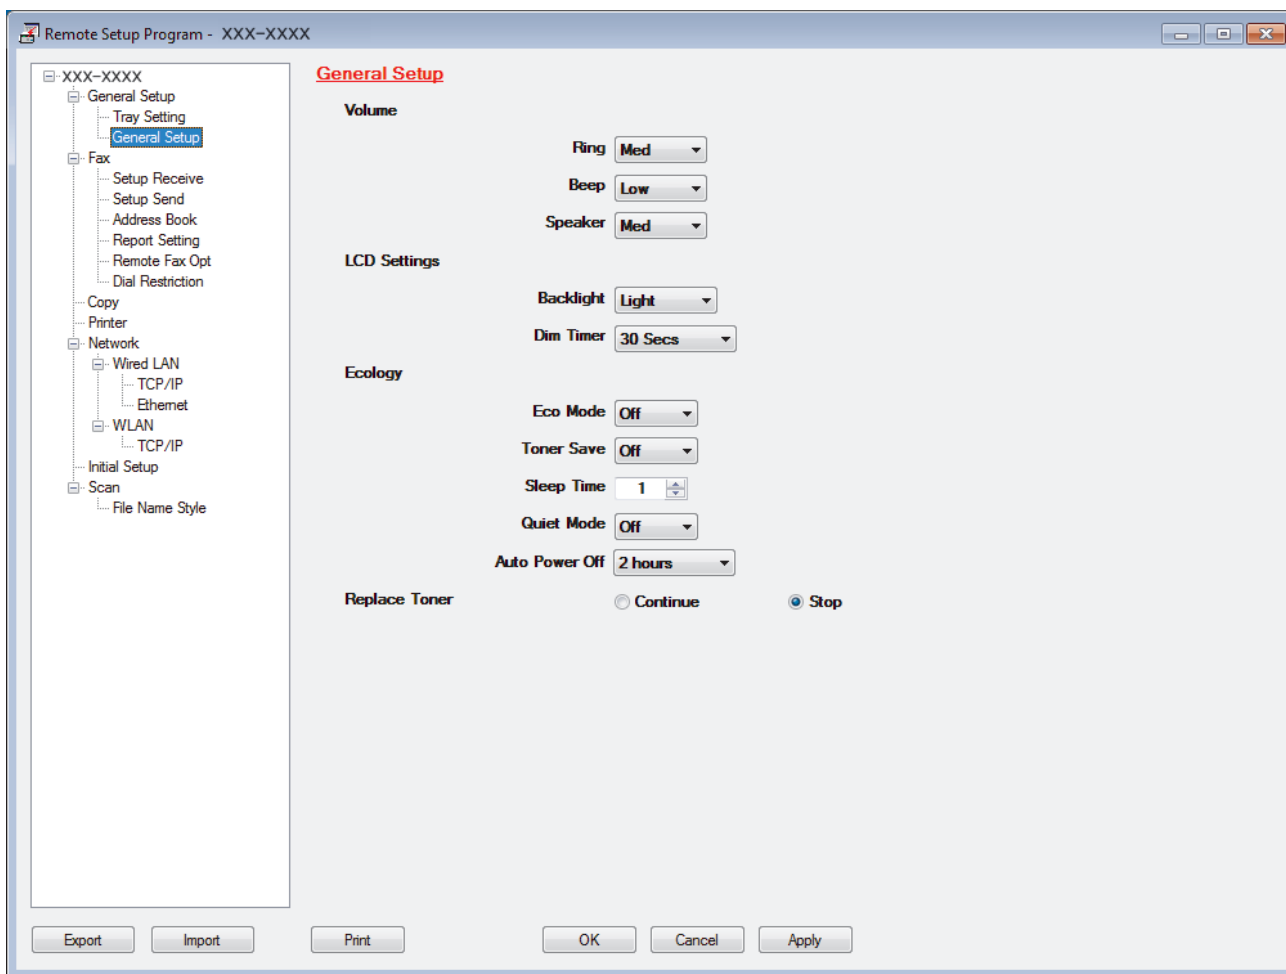 Remote Setup Program - XXX-XXXX
XXX-XXXX
General Setup
Tray Setting
General Setup
Fax
Setup Receive
Setup Send
Address Book
Report Setting
Remote Fax Opt
Dial Restriction
Copy
Printer
Network
Wired LAN
TCP/IP
Ethernet
WLAN
TCP/IP
Initial Setup
Scan
File Name Style
General Setup
Volume
Ring Med
Beep Low
Speaker Med
LCD Settings
Backlight Light
Dim Timer 30 Secs
Ecology
Eco Mode Off
Toner Save Off
Sleep Time 1
Quiet Mode Off
Auto Power Off 2 hours
Replace Toner Continue Stop
Export Import Print OK Cancel Apply